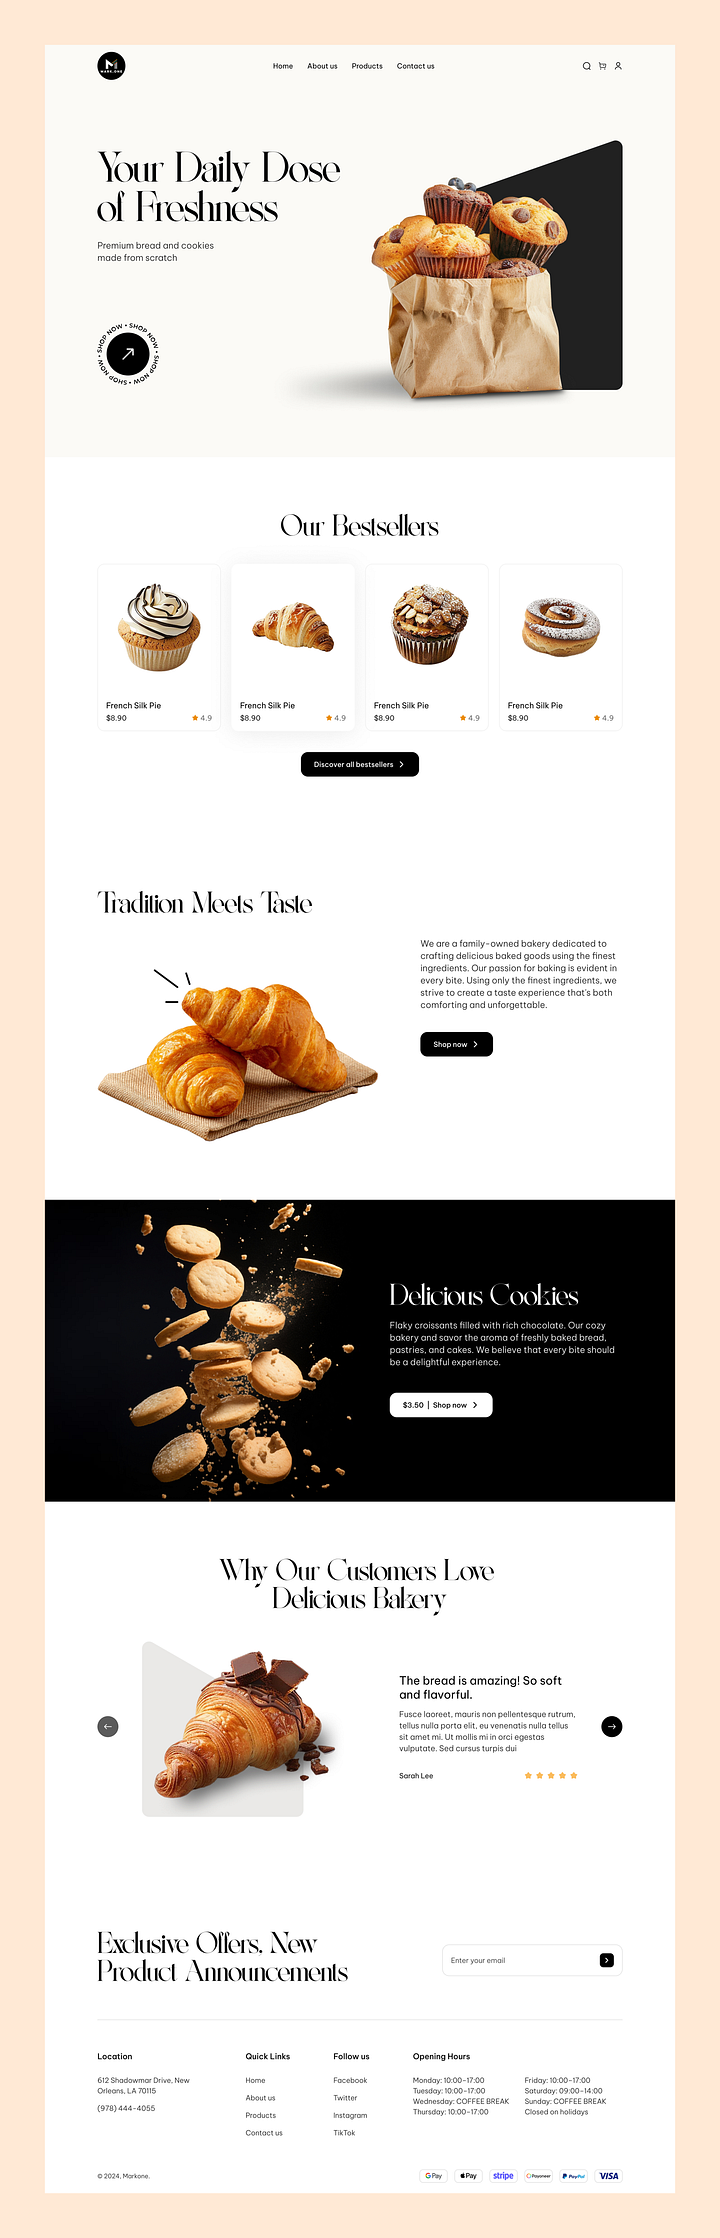 MARK.ONE
Home About us Products Contact us
Your Daily Dose
of Freshness
Premium bread and cookies
made from scratch
SHOP NOW • SHOP NOW • SHOP NOW • SHOP NOW •
Our Bestsellers
French Silk Pie
$8.90 4.9
French Silk Pie
$8.90 4.9
French Silk Pie
$8.90 4.9
French Silk Pie
$8.90 4.9
Discover all bestsellers
Tradition Meets Taste
We are a family-owned bakery dedicated to
crafting delicious baked goods using the finest
ingredients. Our passion for baking is evident in
every bite. Using only the finest ingredients, we
strive to create a taste experience that's both
comforting and unforgettable.
Shop now
Delicious Cookies
Flaky croissants filled with rich chocolate. Our cozy
bakery and savor the aroma of freshly baked bread,
pastries, and cakes. We believe that every bite should
be a delightful experience.
$3.50 | Shop now
Why Our Customers Love
Delicious Bakery
The bread is amazing! So soft
and flavorful.
Fusce laoreet, mauris non pellentesque rutrum,
tellus nulla porta elit, eu venenatis nulla tellus
sit amet mi. Ut mollis mi in orci egestas
vulputate. Sed cursus turpis dui
Sarah Lee
Exclusive Offers, New
Product Announcements
Enter your email
Location
612 Shadowmar Drive, New
Orleans, LA 70115
(978) 444-4055
Quick Links
Home
About us
Products
Contact us
Follow us
Facebook
Twitter
Instagram
TikTok
Opening Hours
Monday: 10:00-17:00
Tuesday: 10:00-17:00
Wednesday: COFFEE BREAK
Thursday: 10:00-17:00
Friday: 10:00-17:00
Saturday: 09:00-14:00
Sunday: COFFEE BREAK
Closed on holidays
© 2024, Markone.
G Pay Pay stripe Payoneer PayPal VISA